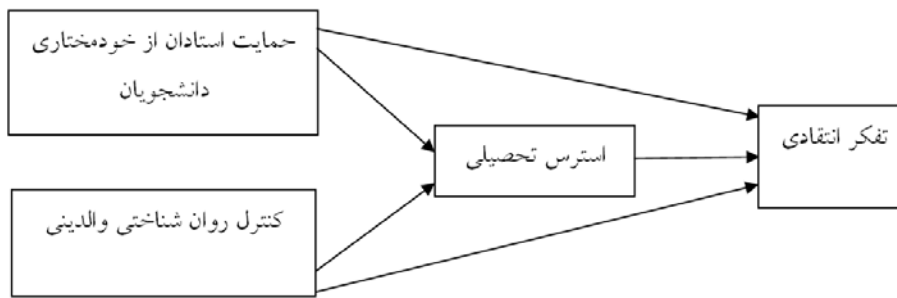 حمایت استادان از خودمختاری
دانشجویان
تفکر انتقادی
استرس تحصیلی
کنترل روان شناختی والدینی